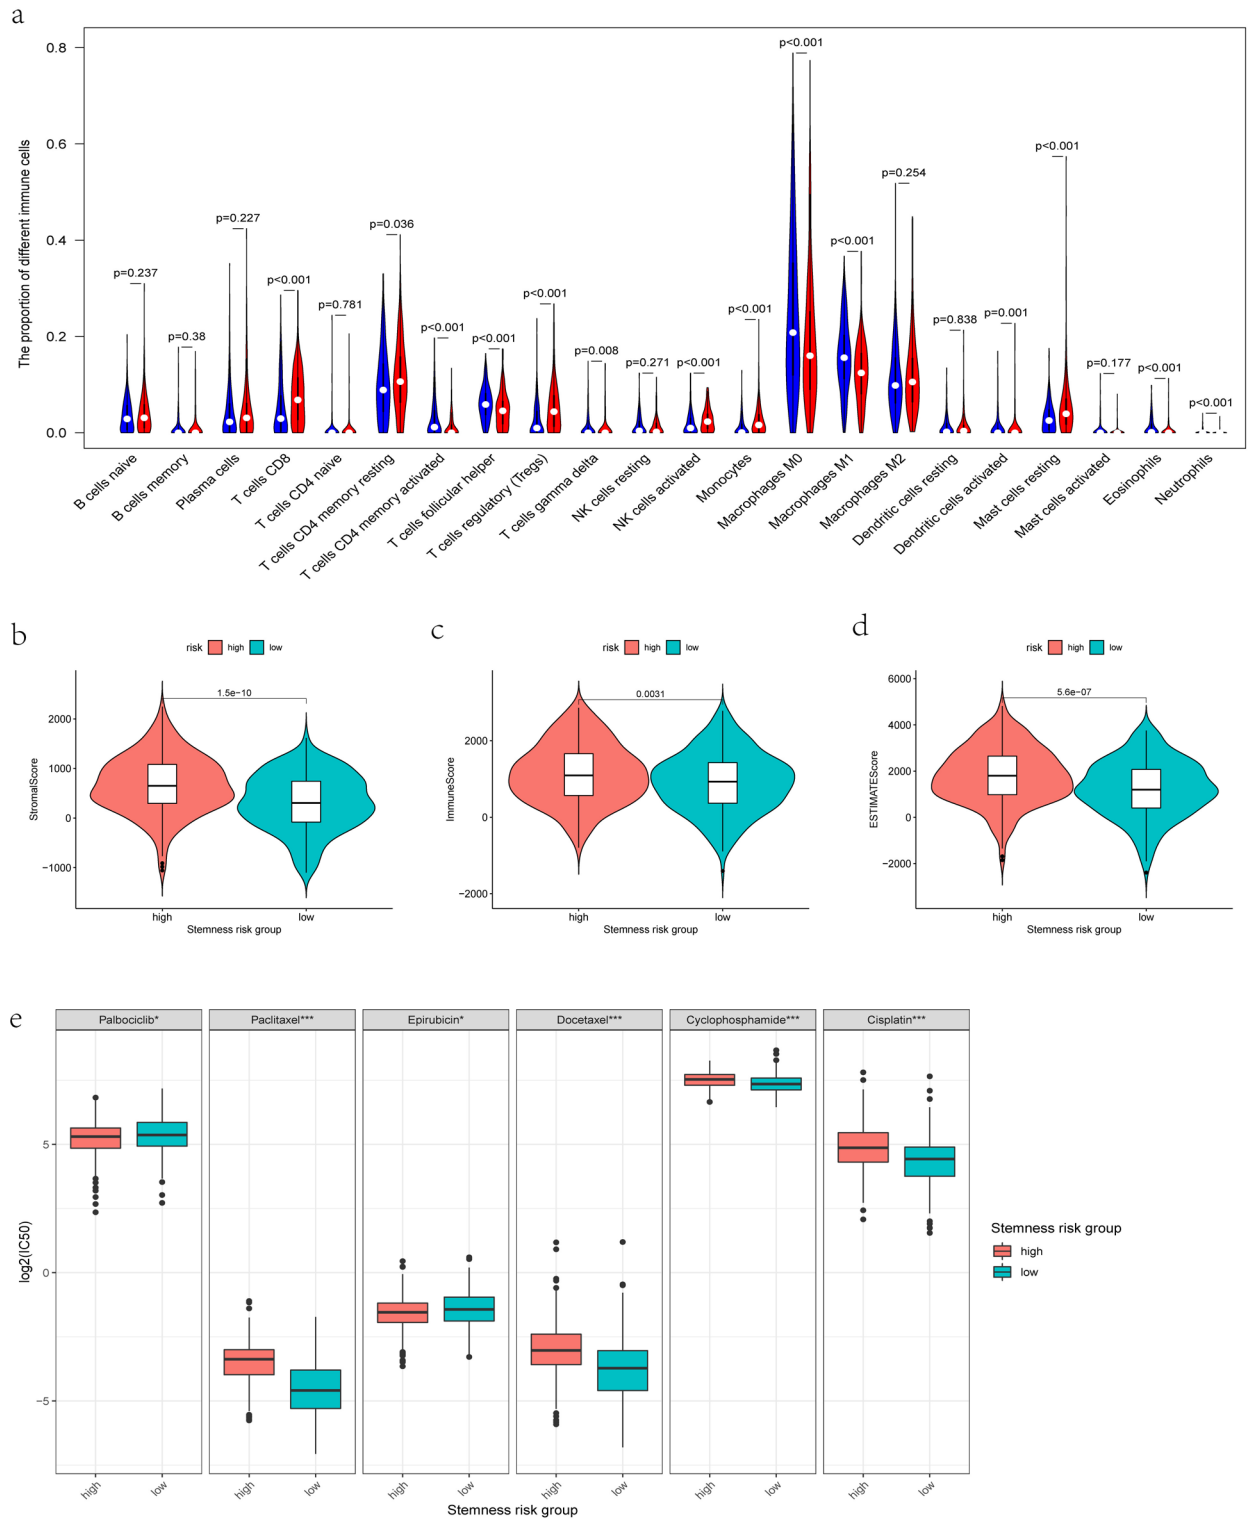 a
The proportion of different immune cells
0.8
0.6
0.4
0.2
0.0
p=0.237
p=0.38
p=0.227
p<0.001
p=0.781
p=0.036
p<0.001
p<0.001
p<0.001
p=0.008
p=0.271
p<0.001
p<0.001
p<0.001
p<0.001
p=0.254
p=0.838
p=0.001
p<0.001
p=0.177
p<0.001
p<0.001
B cells naive
B cells memory
Plasma cells
T cells CD8
T cells CD4 naive
T cells CD4 memory resting
T cells CD4 memory activated
T cells follicular helper
T cells regulatory (Tregs)
T cells gamma delta
NK cells resting
NK cells activated
Monocytes
Macrophages M0
Macrophages M1
Macrophages M2
Dendritic cells resting
Dendritic cells activated
Mast cells resting
Mast cells activated
Eosinophils
Neutrophils
b
risk high low
StromalScore
2000
1000
0
−1000
1.5e−10
high low
Stemness risk group
c
risk high low
ImmuneScore
2000
0
−2000
0.0031
high low
Stemness risk group
d
risk high low
ESTIMATEScore
6000
4000
2000
0
−2000
5.6e−07
high low
Stemness risk group
e
Palbociclib* Paclitaxel*** Epirubicin* Docetaxel*** Cyclophosphamide*** Cisplatin***
log2(IC50)
5
0
−5
high low high low high low high low high low high low
Stemness risk group
Stemness risk group
high
low